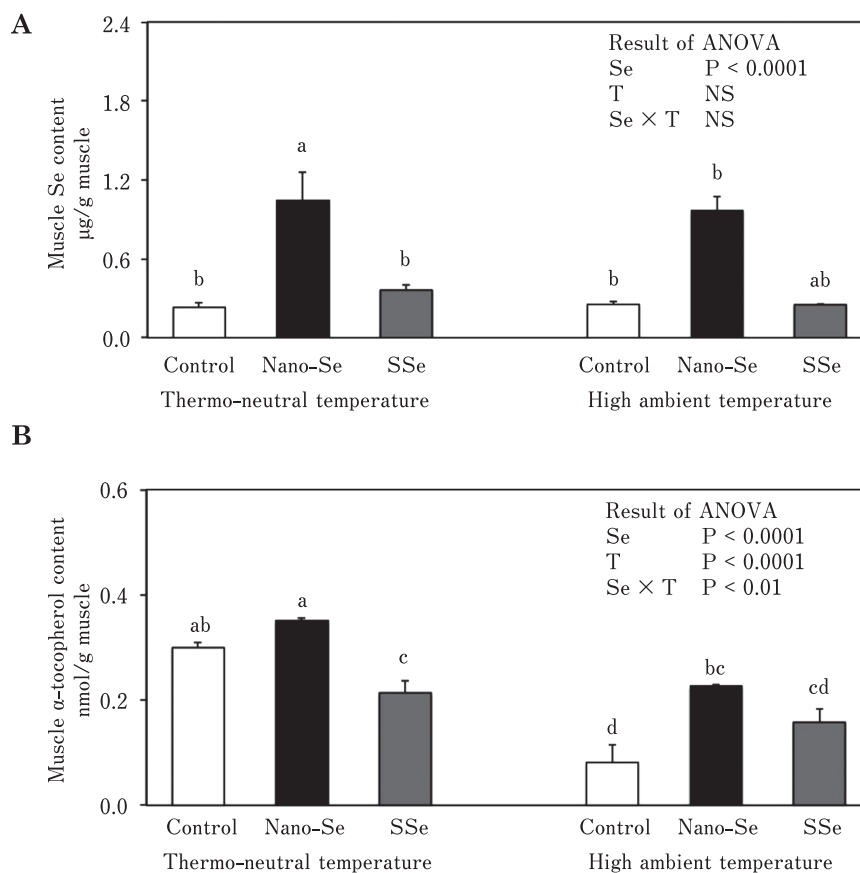 A
Muscle Se content
μg/g muscle
2.4
1.8
1.2
0.6
0.0
Result of ANOVA
Se P < 0.0001
T NS
Se × T NS
b
a
b
b
b
ab
Control Nano-Se SSe Control Nano-Se SSe
Thermo-neutral temperature High ambient temperature
B
Muscle α-tocopherol content
nmol/g muscle
0.6
0.4
0.2
0.0
Result of ANOVA
Se P < 0.0001
T P < 0.0001
Se × T P < 0.01
ab
a
c
d
bc
cd
Control Nano-Se SSe Control Nano-Se SSe
Thermo-neutral temperature High ambient temperature